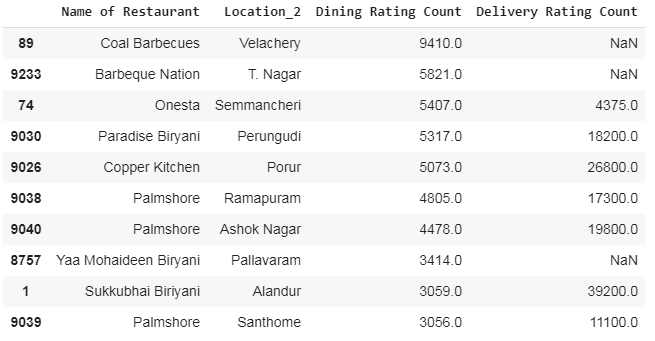 Name of Restaurant Location_2 Dining Rating Count Delivery Rating Count
89 Coal Barbecues Velachery 9410.0 NaN
9233 Barbeque Nation T. Nagar 5821.0 NaN
74 Onesta Semmancheri 5407.0 4375.0
9030 Paradise Biryani Perungudi 5317.0 18200.0
9026 Copper Kitchen Porur 5073.0 26800.0
9038 Palmshore Ramapuram 4805.0 17300.0
9040 Palmshore Ashok Nagar 4478.0 19800.0
8757 Yaa Mohaideen Biryani Pallavaram 3414.0 NaN
1 Sukkubhai Biriyani Alandur 3059.0 39200.0
9039 Palmshore Santhome 3056.0 11100.0